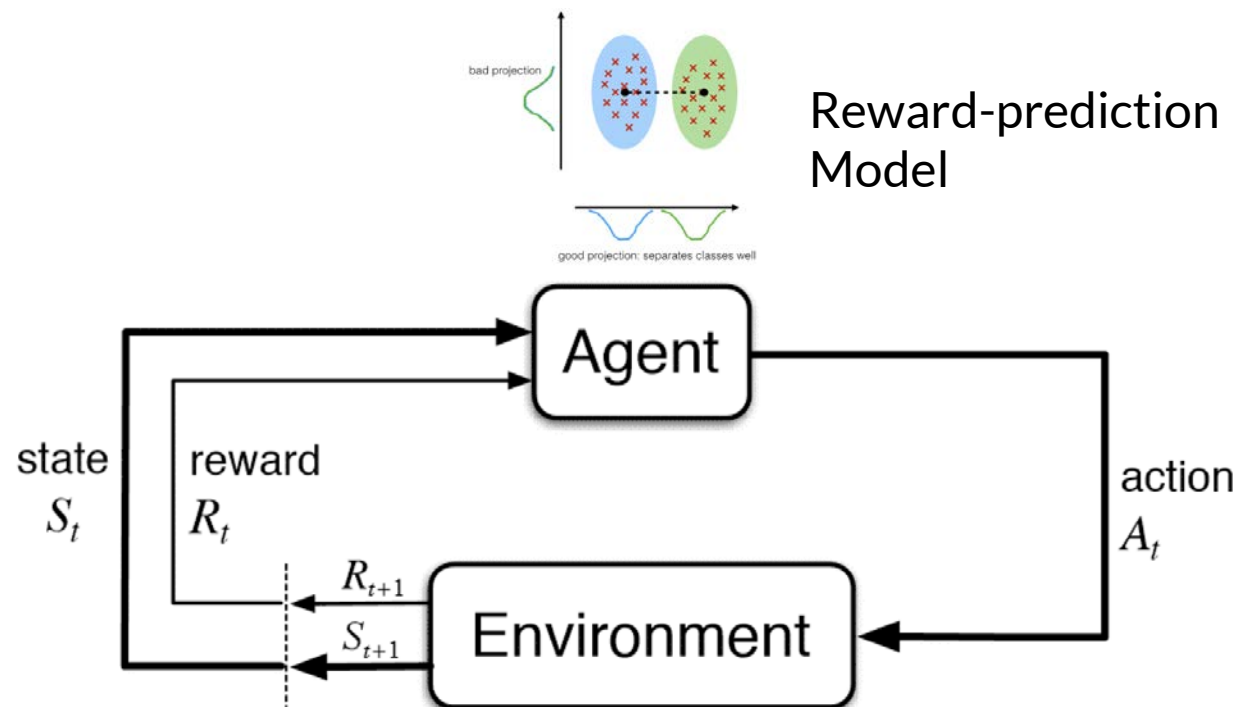 bad projection
Reward-prediction
Model
good projection: separates classes well
Agent
state
S_t
reward
R_t
action
A_t
R_{t+1}
S_{t+1}
Environment